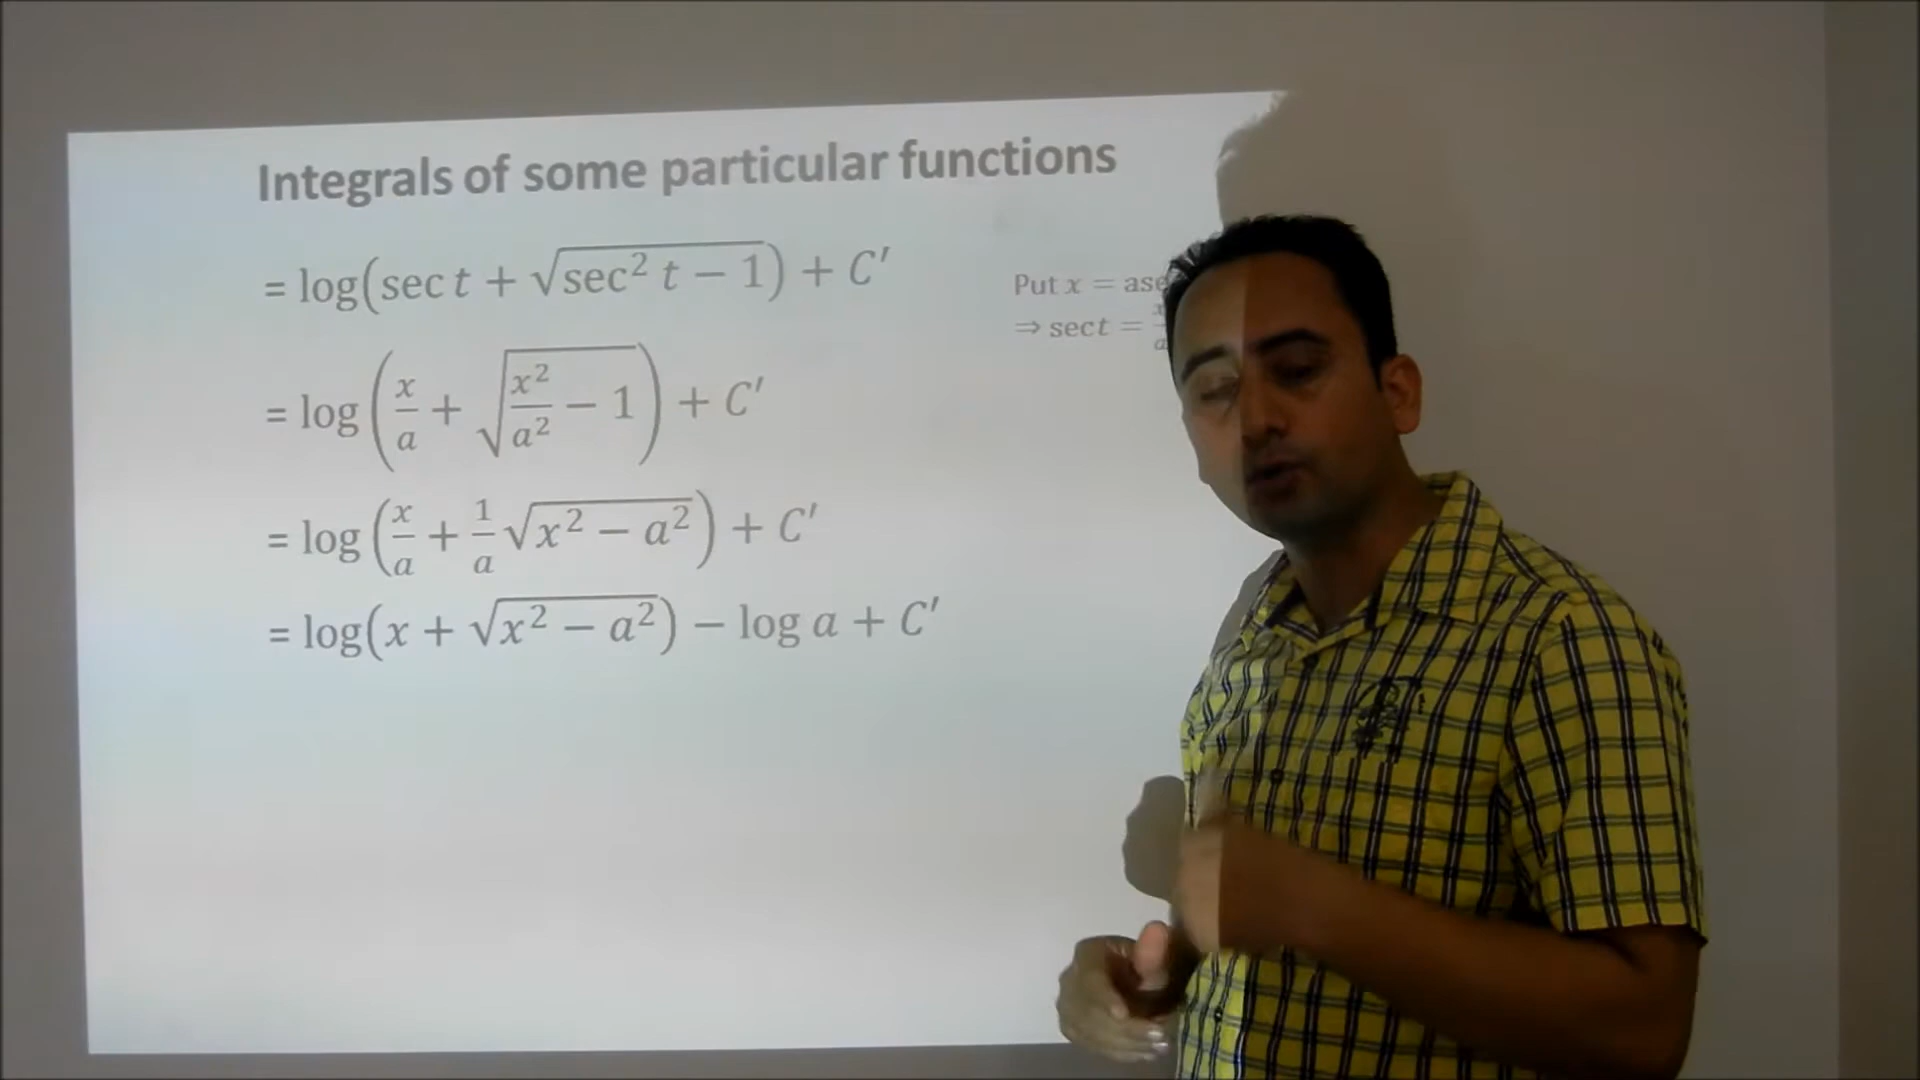 Integrals of some particular functions
= log(sec t + √(sec² t − 1)) + C′
Put x = ase
⇒ sec t = x/a
= log(x/a + √(x²/a² − 1)) + C′
= log(x/a + 1/a √(x² − a²)) + C′
= log(x + √(x² − a²)) − log a + C′